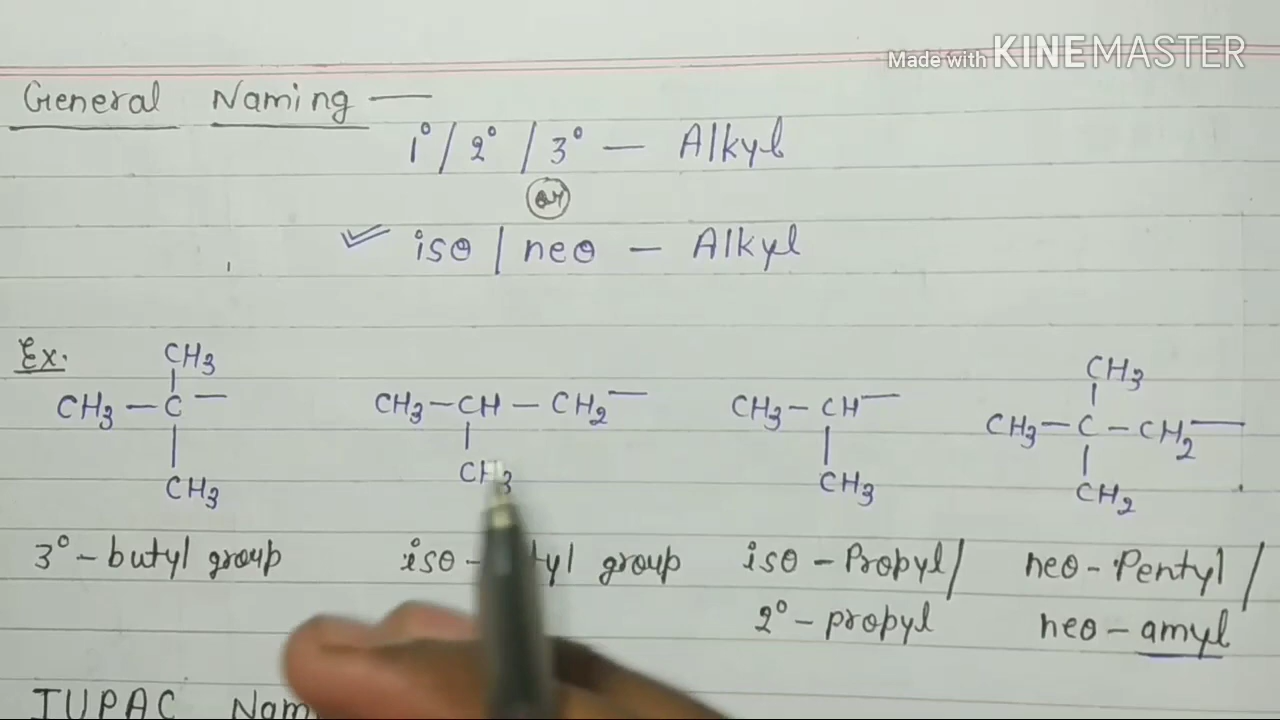 Made with KINEMASTER
General Naming —
1° / 2° / 3° — Alkyl
or
iso / neo — Alkyl
Ex.
CH3 CH3
CH3 — C — CH3 — CH — CH2 — CH3 — CH — CH3 — C — CH2 —
CH3 CH3 CH3 CH2
3° - butyl group iso - group iso - Propyl / neo - Pentyl /
2° - propyl neo - amyl
IUPAC